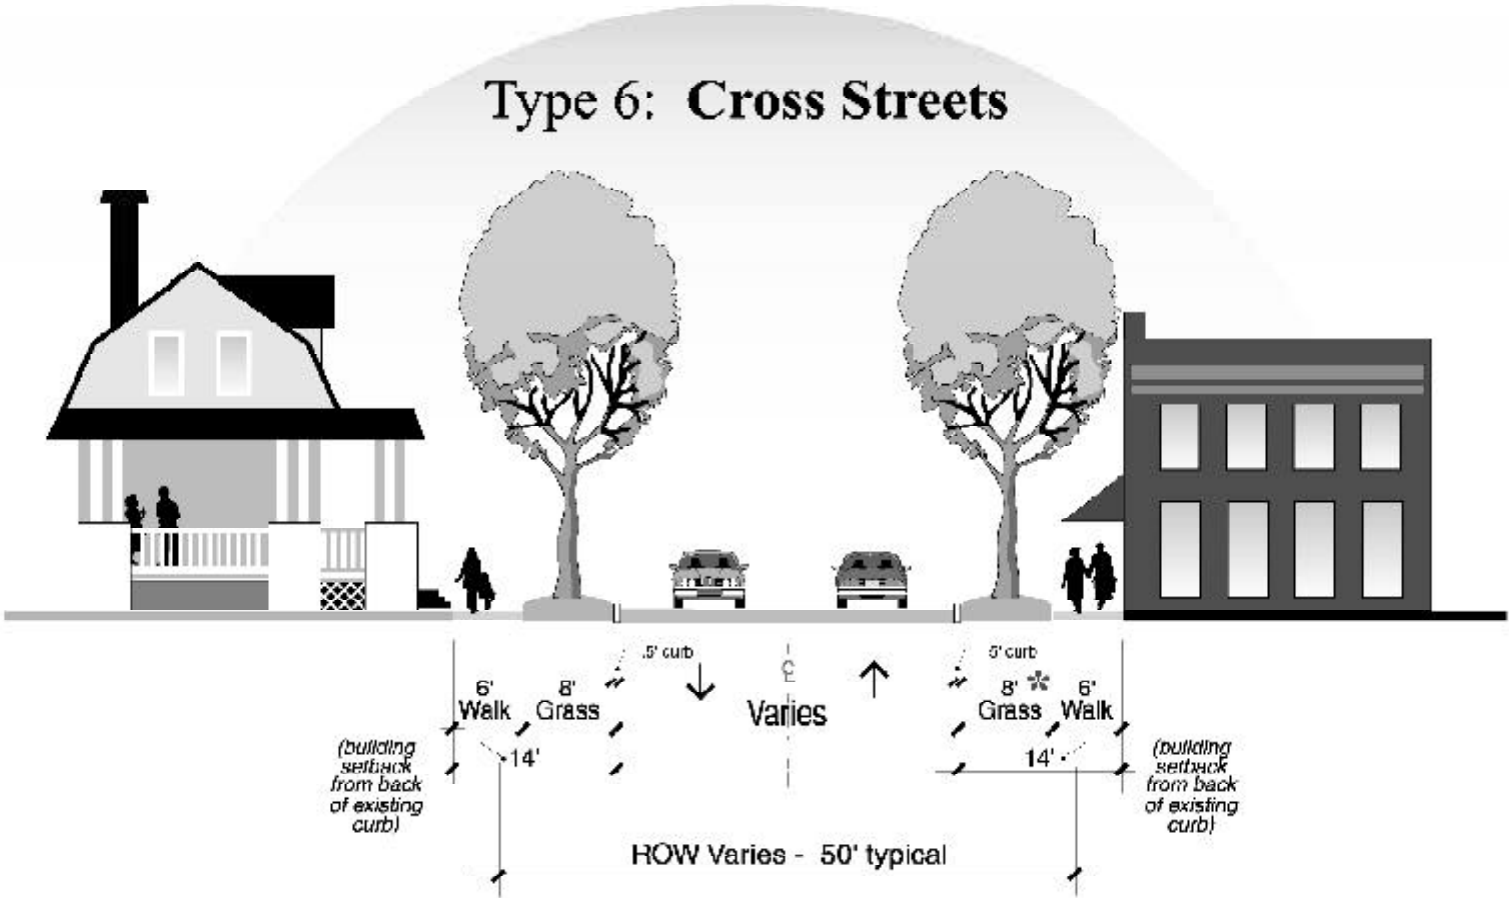 Type 6: Cross Streets
.5' curb
5' curb
℄
Varies
6'
Walk
8'
Grass
8' *
Grass
6'
Walk
14'
14'
(building
setback
from back
of existing
curb)
(building
setback
from back
of existing
curb)
ROW Varies - 50' typical